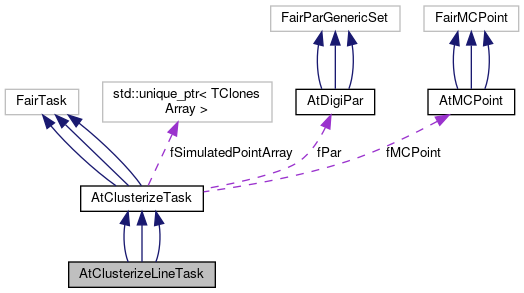 FairParGenericSet
FairMCPoint
FairTask
std::unique_ptr< TClones
Array >
AtDigiPar
AtMCPoint
fSimulatedPointArray
fPar
fMCPoint
AtClusterizeTask
AtClusterizeLineTask